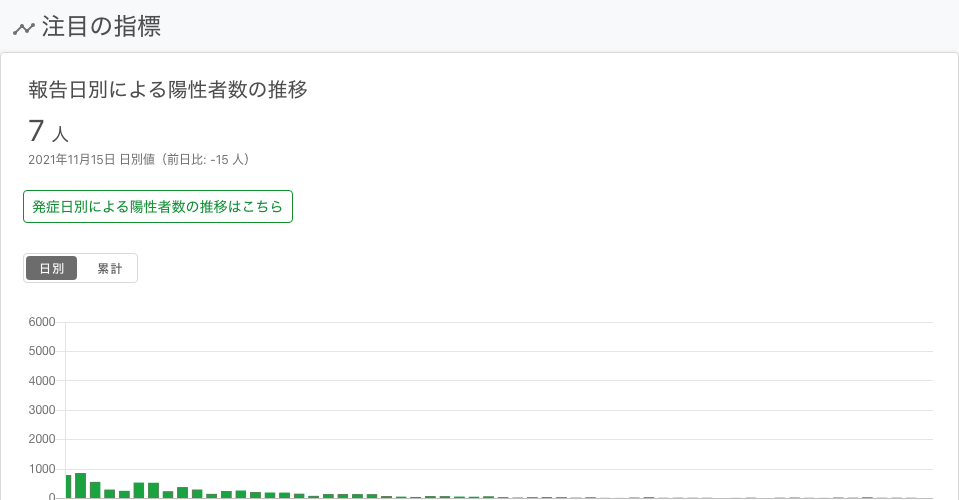 注目の指標
報告日別による陽性者数の推移
7 人
2021年11月15日 日別値（前日比: -15 人）
発症日別による陽性者数の推移はこちら
日別 累計
6000
5000
4000
3000
2000
1000
0